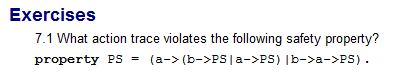 Exercises
7.1 What action trace violates the following safety property?
property PS = (a->(b->PS|a->PS)|b->a->PS).